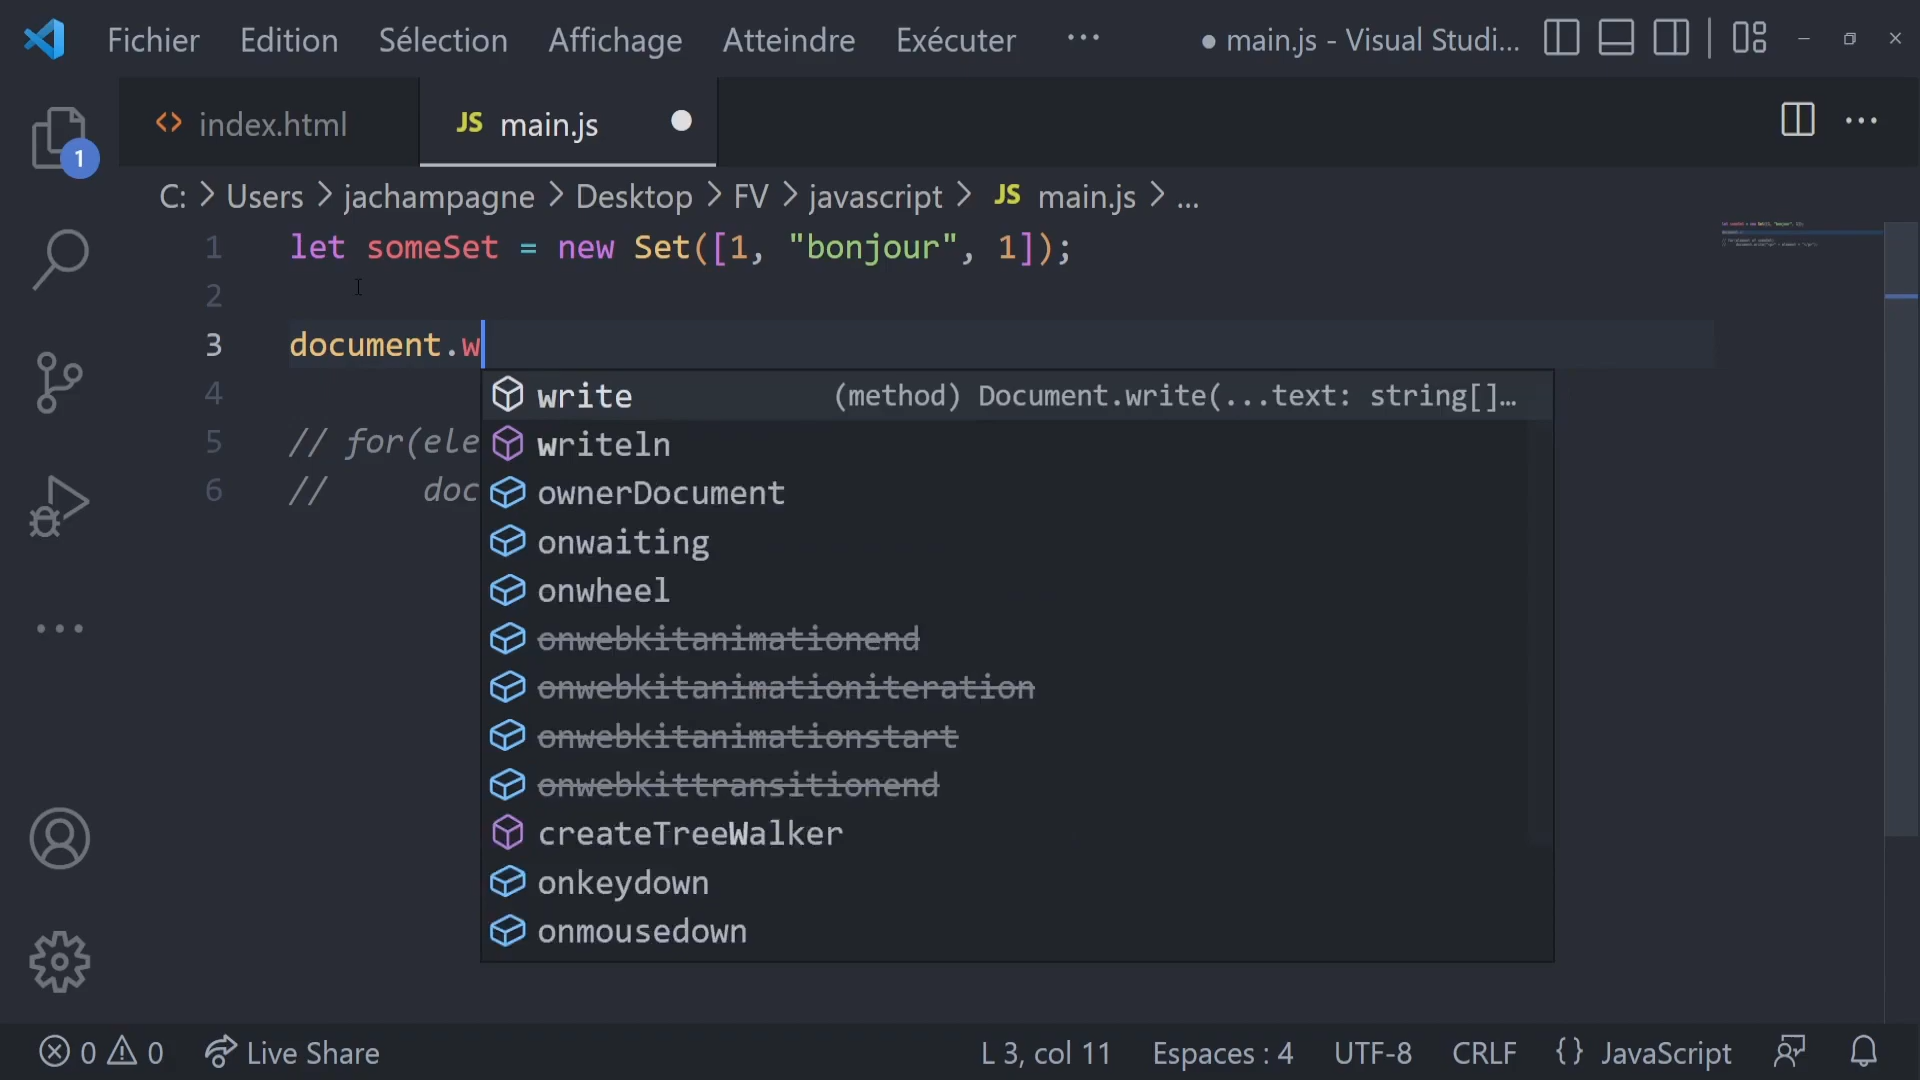 Fichier Edition Sélection Affichage Atteindre Exécuter ··· ● main.js - Visual Studi...
1
<> index.html JS main.js ● ···
C: > Users > jachampagne > Desktop > FV > javascript > JS main.js > ...
1 let someSet = new Set([1, "bonjour", 1]);
2
3 document.w
write (method) Document.write(...text: string[]…
4
writeln
5 // for(ele
6 // doc
ownerDocument
onwaiting
onwheel
onwebkitanimationend
onwebkitanimationiteration
onwebkitanimationstart
onwebkittransitionend
createTreeWalker
onkeydown
onmousedown
0 0 Live Share L 3, col 11 Espaces : 4 UTF-8 CRLF {} JavaScript